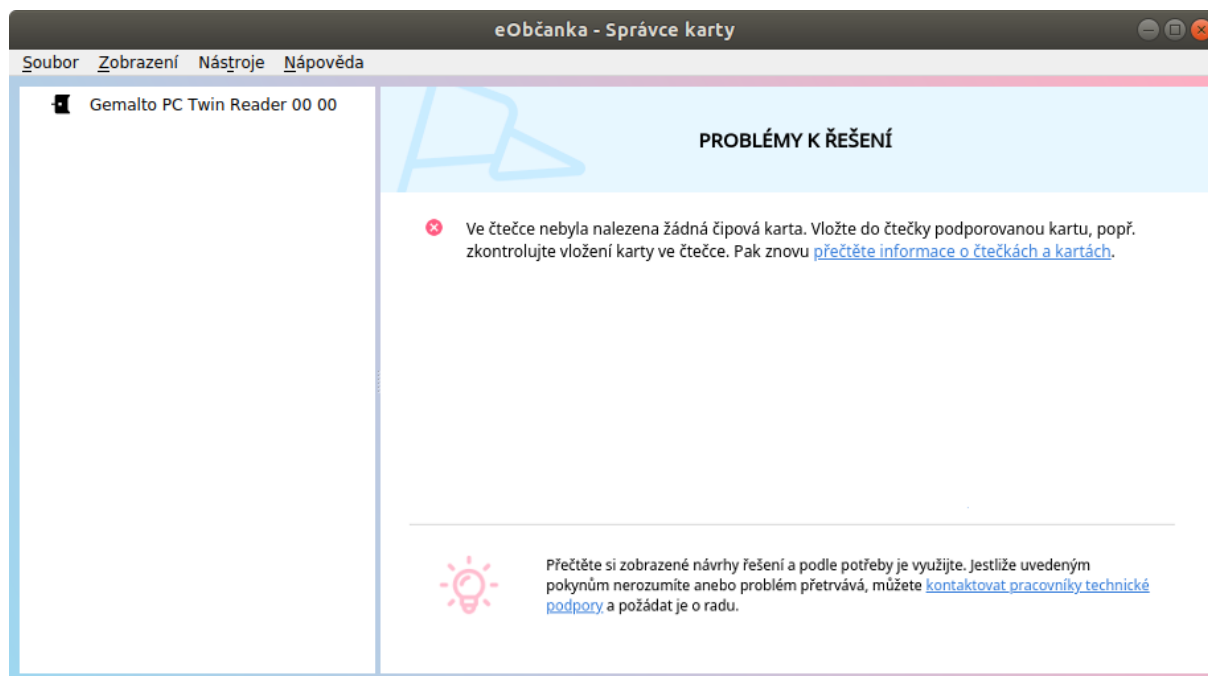 eObčanka - Správce karty
Soubor Zobrazení Nástroje Nápověda
Gemalto PC Twin Reader 00 00
PROBLÉMY K ŘEŠENÍ
Ve čtečce nebyla nalezena žádná čipová karta. Vložte do čtečky podporovanou kartu, popř.
zkontrolujte vložení karty ve čtečce. Pak znovu přečtěte informace o čtečkách a kartách.
Přečtěte si zobrazené návrhy řešení a podle potřeby je využijte. Jestliže uvedeným
pokynům nerozumíte anebo problém přetrvává, můžete kontaktovat pracovníky technické
podpory a požádat je o radu.